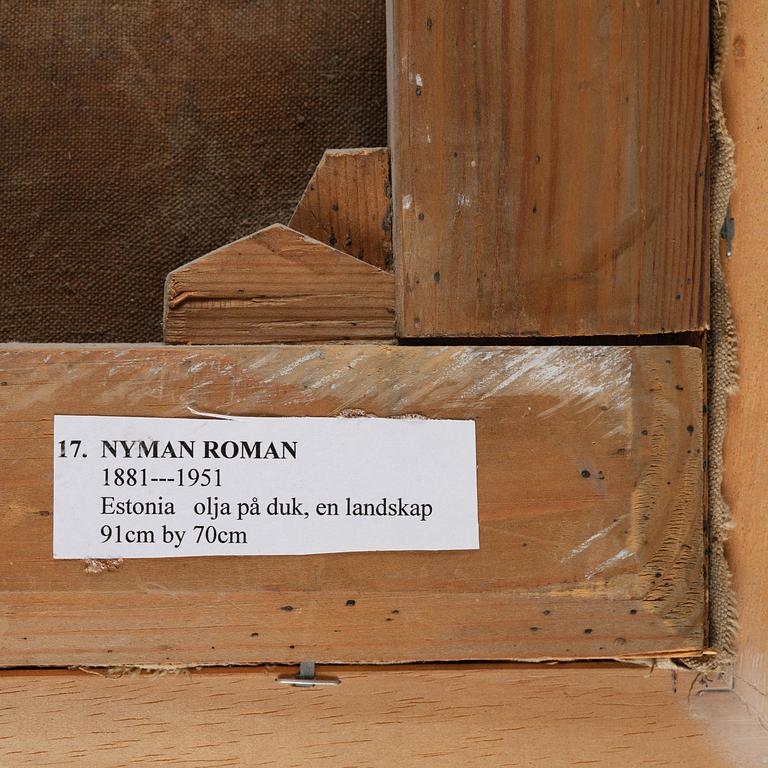 17. NYMAN ROMAN
1881---1951
Estonia olja på duk, en landskap
91cm by 70cm